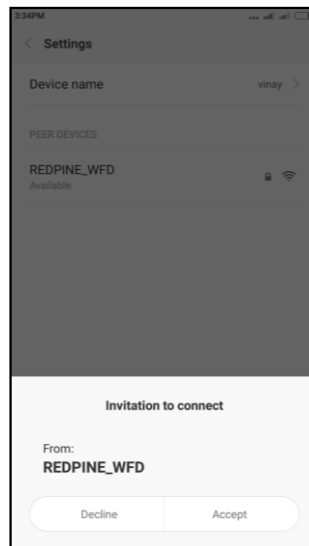 3:34PM
Settings
Device name vinay
PEER DEVICES
REDPINE_WFD
Available
Invitation to connect
From:
REDPINE_WFD
Decline Accept